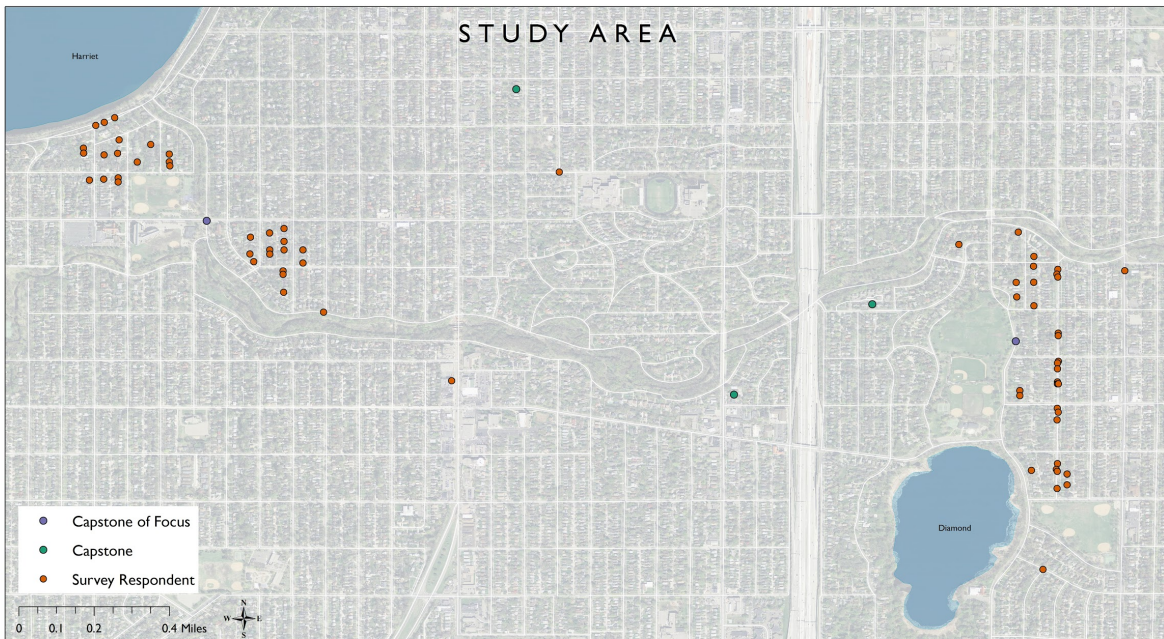 STUDY AREA
Harriet
Diamond
Capstone of Focus
Capstone
Survey Respondent
0 0.1 0.2 0.4 Miles
N
W E
S